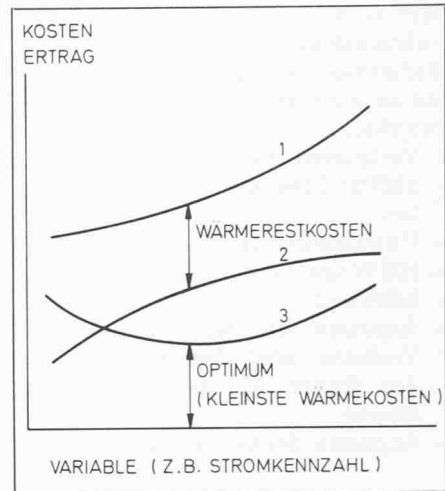 KOSTEN
ERTRAG
1
WÄRMERESTKOSTEN
2
3
OPTIMUM
(KLEINSTE WÄRMEKOSTEN)
VARIABLE (Z.B. STROMKENNZAHL)